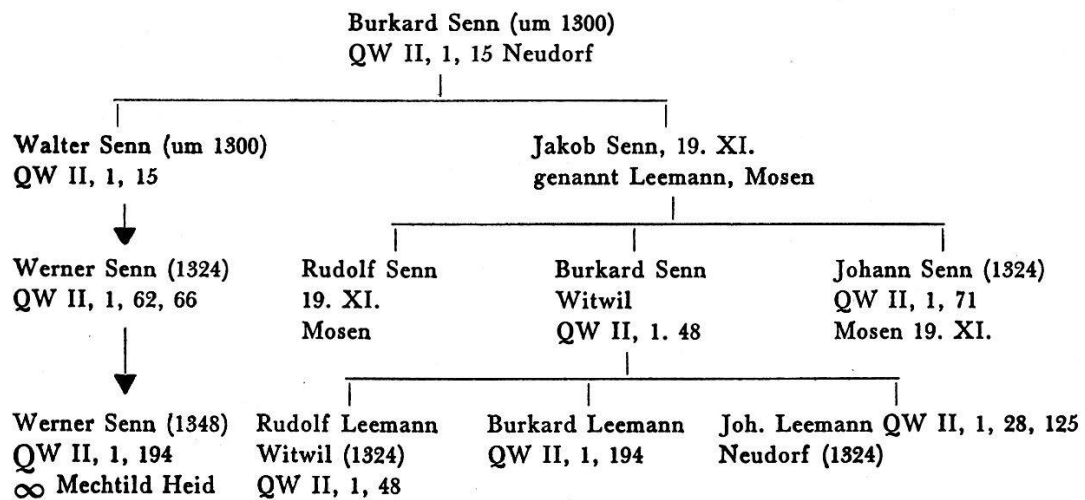 Burkard Senn (um 1300)
QW II, 1, 15 Neudorf
Walter Senn (um 1300)
QW II, 1, 15
Jakob Senn, 19. XI.
genannt Leemann, Mosen
Werner Senn (1324)
QW II, 1, 62, 66
Rudolf Senn
19. XI.
Mosen
Burkard Senn
Witwil
QW II, 1. 48
Johann Senn (1324)
QW II, 1, 71
Mosen 19. XI.
Werner Senn (1348)
QW II, 1, 194
∞ Mechtild Heid
Rudolf Leemann
Witwil (1324)
QW II, 1, 48
Burkard Leemann
QW II, 1, 194
Joh. Leemann QW II, 1, 28, 125
Neudorf (1324)